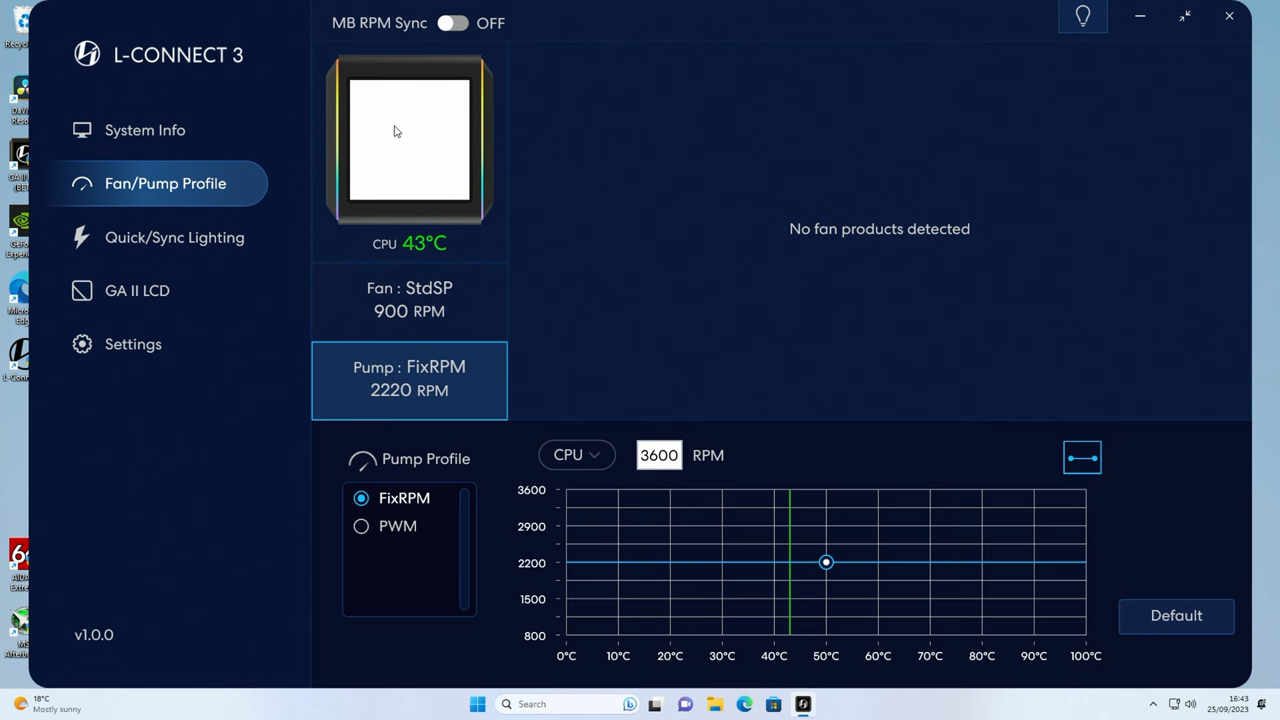 MB RPM Sync OFF
L-CONNECT 3
System Info
Fan/Pump Profile
Quick/Sync Lighting
GA II LCD
Settings
v1.0.0
CPU 43°C
Fan : StdSP
900 RPM
Pump : FixRPM
2220 RPM
No fan products detected
Pump Profile
FixRPM
PWM
CPU 3600 RPM
3600
2900
2200
1500
800
0°C 10°C 20°C 30°C 40°C 50°C 60°C 70°C 80°C 90°C 100°C
Default
18°C
Mostly sunny
Search
16:43
25/09/2023